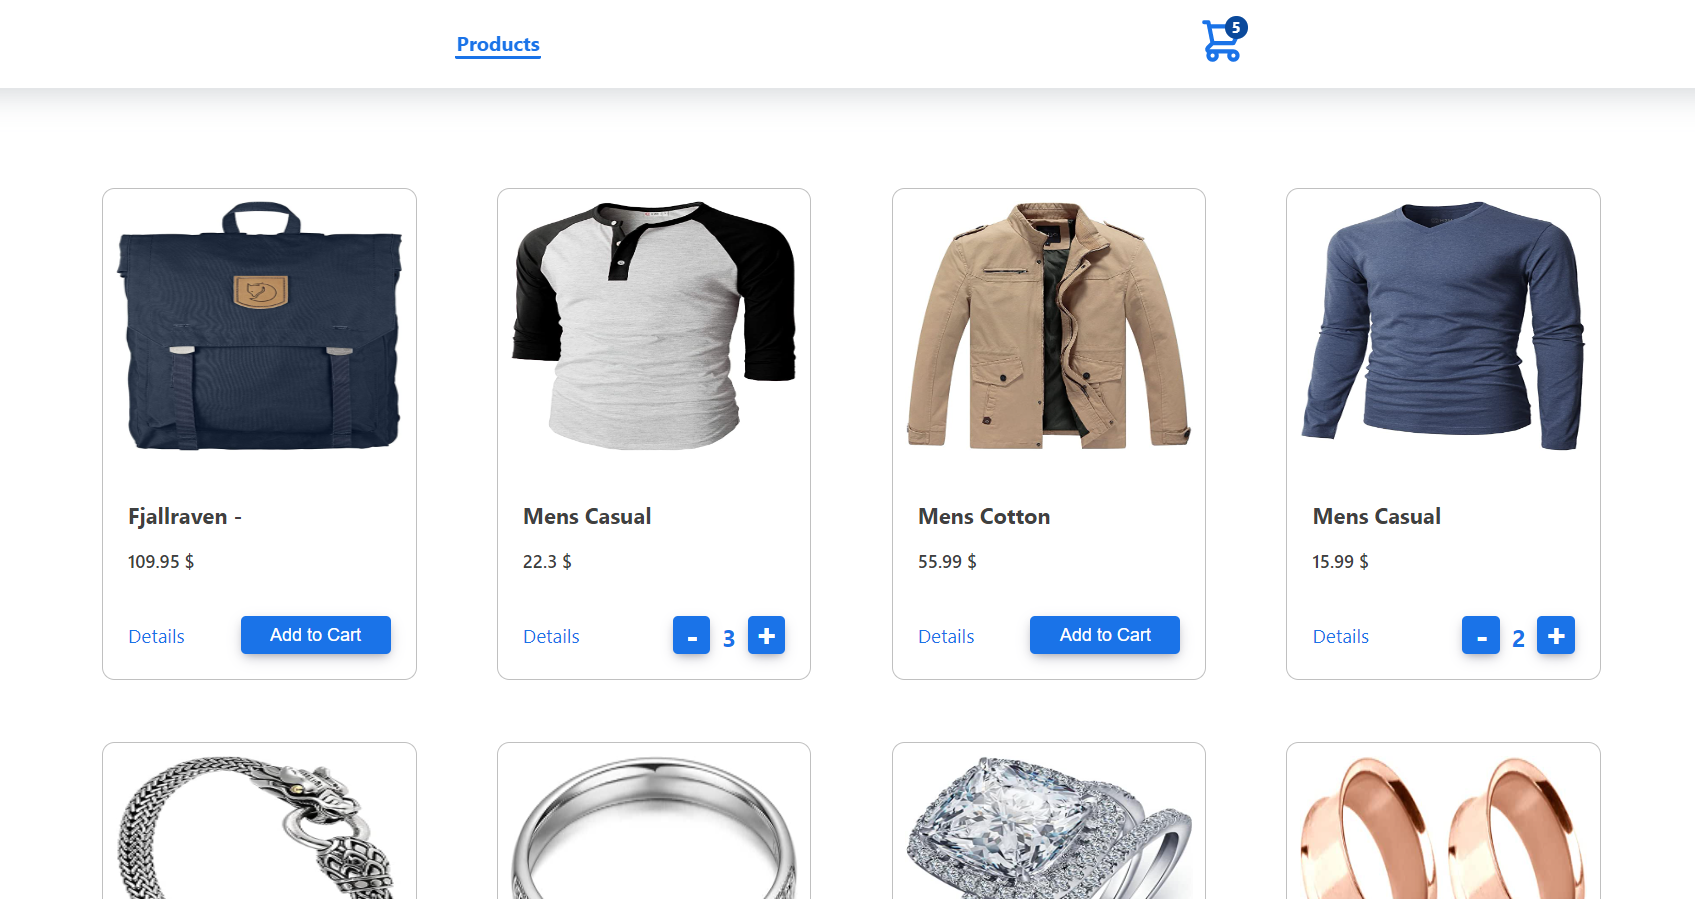 Products
5
Fjallraven -
109.95 $
Details
Add to Cart
Mens Casual
22.3 $
Details
- 3 +
Mens Cotton
55.99 $
Details
Add to Cart
Mens Casual
15.99 $
Details
- 2 +